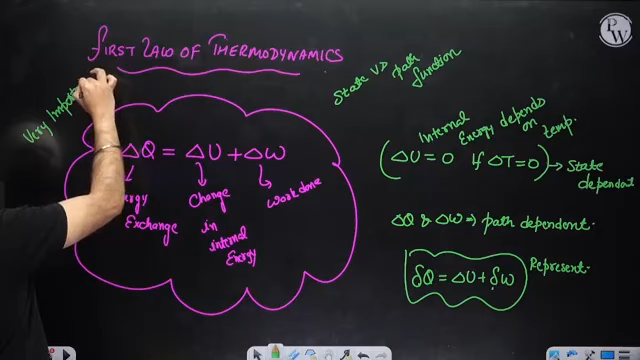 FIRST LAW OF THERMODYNAMICS
Very Import
ΔQ = ΔU + ΔW
Exchange
Change
in
internal
Energy
work done
State VS path
function
Internal
Energy depends
on
temp.
(ΔU = 0 if ΔT = 0) → State
dependent
ΔQ & ΔW ⇒ path dependent.
δQ = ΔU + δW
Represent.
PW